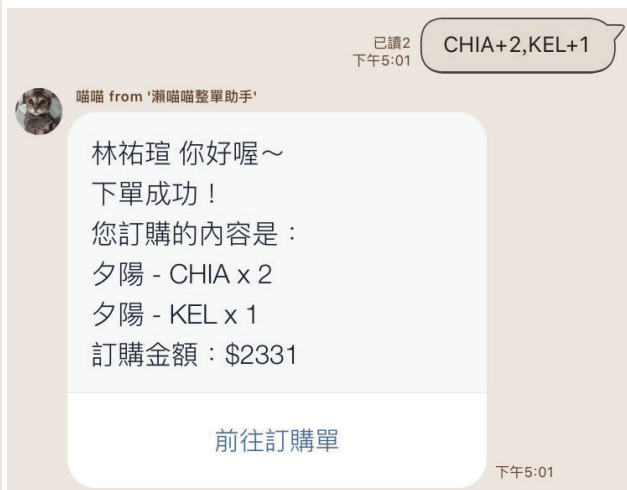 CHIA+2,KEL+1
已讀2
下午5:01
喵喵 from '瀨喵喵整單助手'
林祐瑄 你好喔～
下單成功！
您訂購的內容是：
夕陽 - CHIA x 2
夕陽 - KEL x 1
訂購金額：$2331
前往訂購單
下午5:01